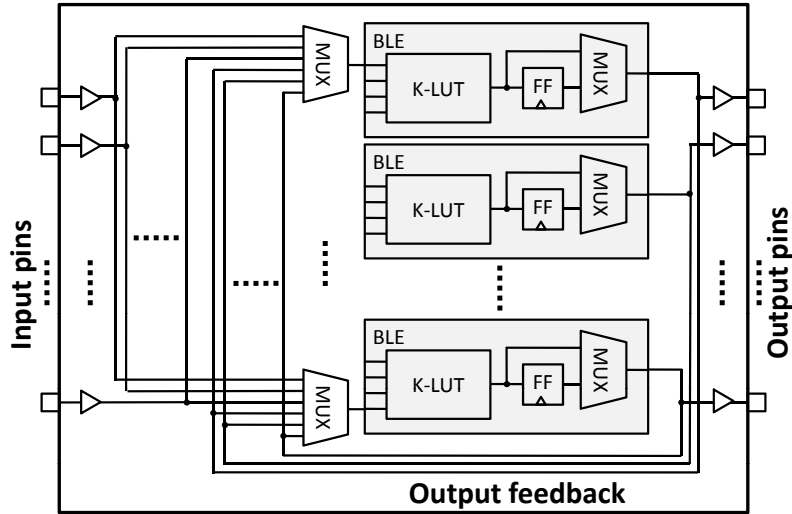 MUX
BLE
K-LUT
FF
MUX
BLE
K-LUT
FF
MUX
Input pins
Output pins
BLE
MUX
K-LUT
FF
MUX
Output feedback